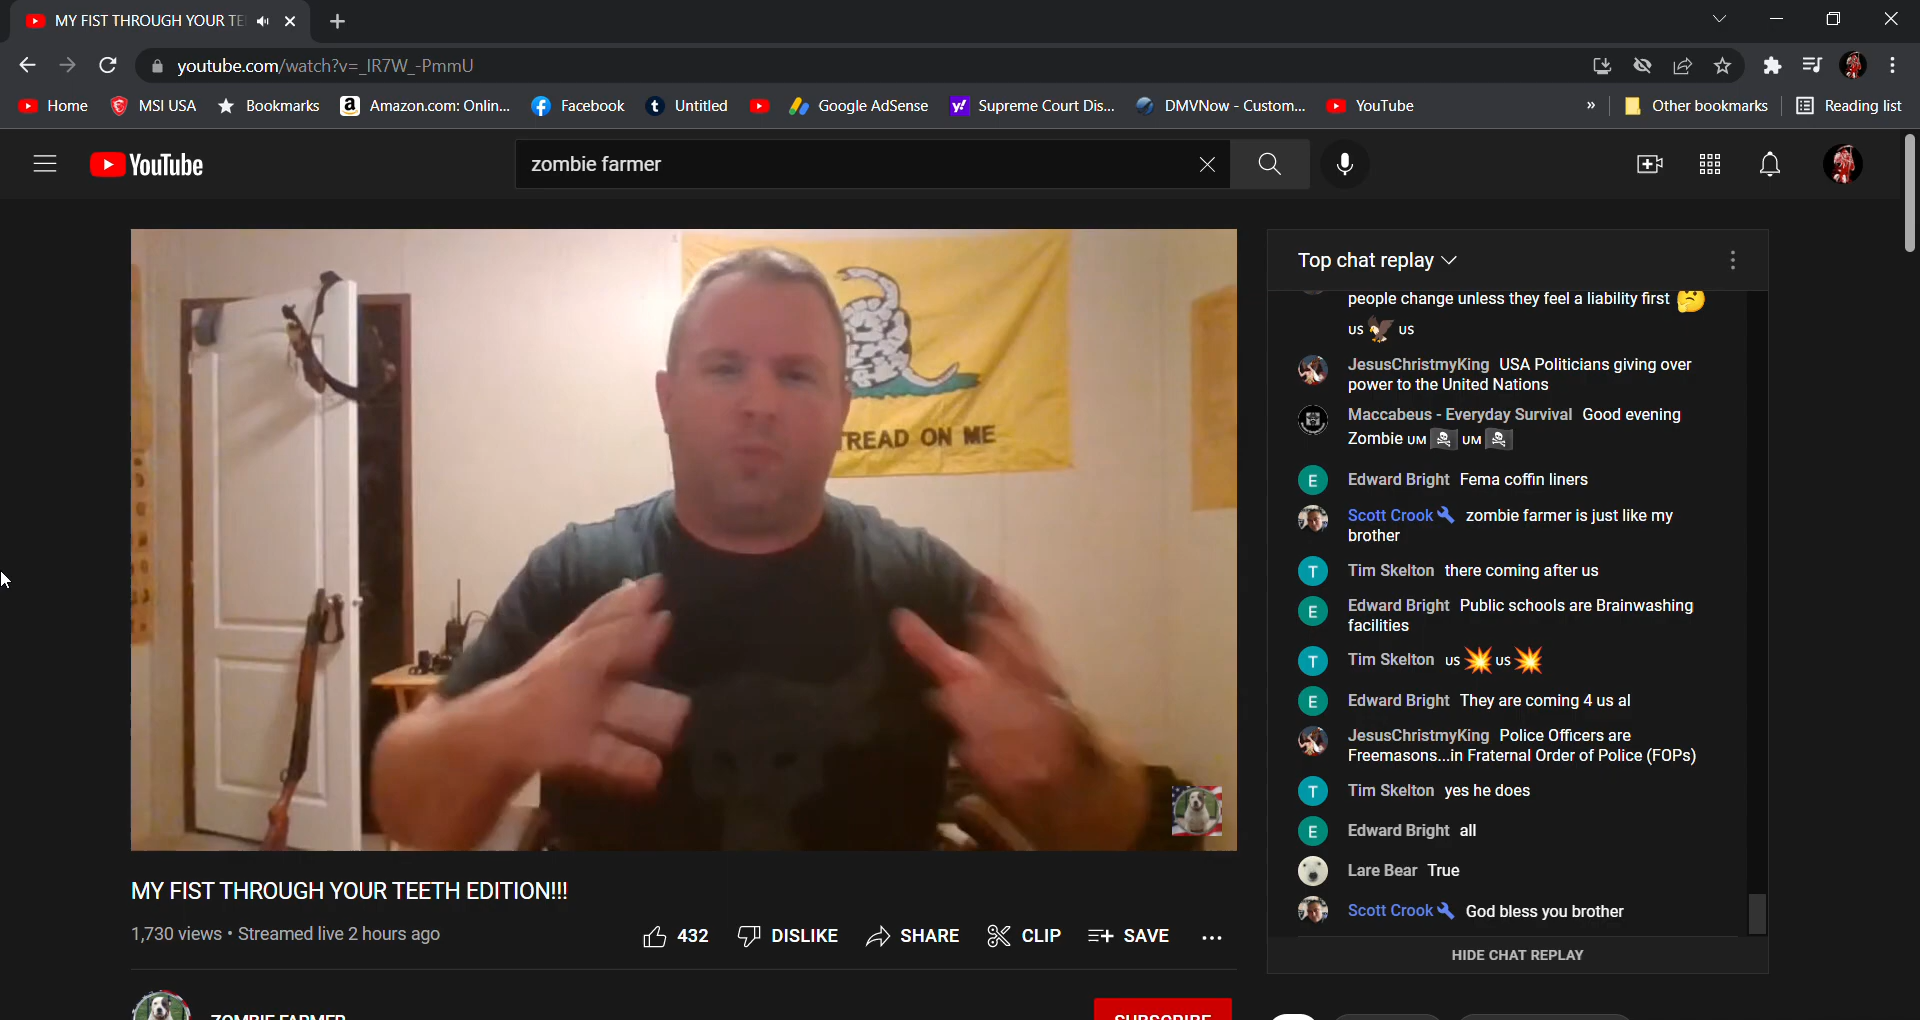 MY FIST THROUGH YOUR TE
youtube.com/watch?v=_IR7W_-PmmU
Home
MSI USA
Bookmarks
Amazon.com: Onlin...
Facebook
Untitled
Google AdSense
Supreme Court Dis...
DMVNow - Custom...
YouTube
»
Other bookmarks
Reading list
YouTube
zombie farmer
TREAD ON ME
Top chat replay
people change unless they feel a liability first 🤔
US 🦅 US
JesusChristmyKing USA Politicians giving over
power to the United Nations
Maccabeus - Everyday Survival Good evening
Zombie UM 🏴‍☠️ UM 🏴‍☠️
E Edward Bright Fema coffin liners
Scott Crook zombie farmer is just like my
brother
T Tim Skelton there coming after us
E Edward Bright Public schools are Brainwashing
facilities
T Tim Skelton US 💥 US 💥
E Edward Bright They are coming 4 us al
JesusChristmyKing Police Officers are
Freemasons...in Fraternal Order of Police (FOPs)
T Tim Skelton yes he does
E Edward Bright all
Lare Bear True
Scott Crook God bless you brother
HIDE CHAT REPLAY
MY FIST THROUGH YOUR TEETH EDITION!!!
1,730 views • Streamed live 2 hours ago
432
DISLIKE
SHARE
CLIP
SAVE
ZOMBIE FARMER
SUBSCRIBE